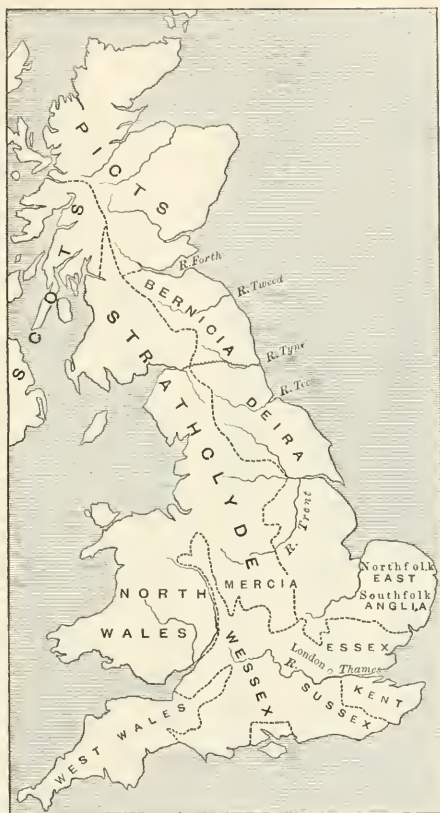 PICTS
SCOTS
R. Forth
BERNICIA
R. Tweed
STRATHCLYDE
R. Tyne
R. Tees
DEIRA
R. Trent
MERCIA
Northfolk
EAST
Southfolk
ANGLIA
NORTH
WALES
ESSEX
London
R. Thames
WESSEX
KENT
SUSSEX
WEST WALES